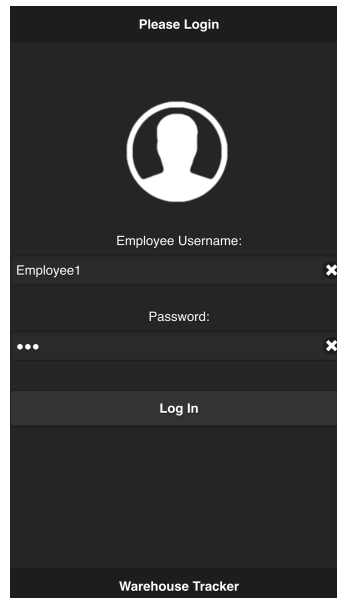 Please Login
Employee Username:
Employee1
Password:
●●●
Log In
Warehouse Tracker